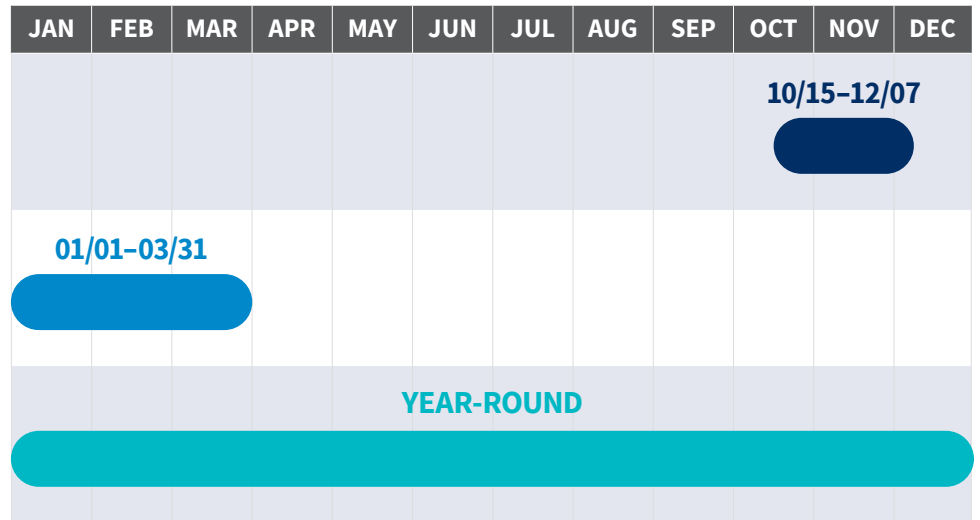 JAN FEB MAR APR MAY JUN JUL AUG SEP OCT NOV DEC
10/15–12/07
01/01–03/31
YEAR-ROUND